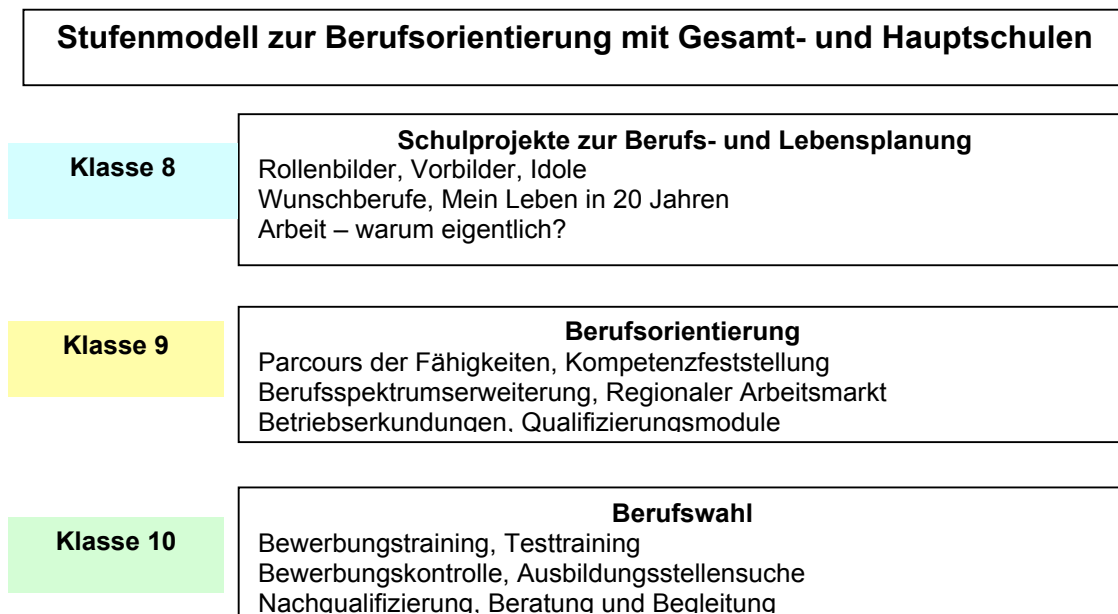 Stufenmodell zur Berufsorientierung mit Gesamt- und Hauptschulen
Klasse 8
Schulprojekte zur Berufs- und Lebensplanung
Rollenbilder, Vorbilder, Idole
Wunschberufe, Mein Leben in 20 Jahren
Arbeit – warum eigentlich?
Klasse 9
Berufsorientierung
Parcours der Fähigkeiten, Kompetenzfeststellung
Berufsspektrumserweiterung, Regionaler Arbeitsmarkt
Betriebserkundungen, Qualifizierungsmodule
Klasse 10
Berufswahl
Bewerbungstraining, Testtraining
Bewerbungskontrolle, Ausbildungsstellensuche
Nachqualifizierung, Beratung und Begleitung